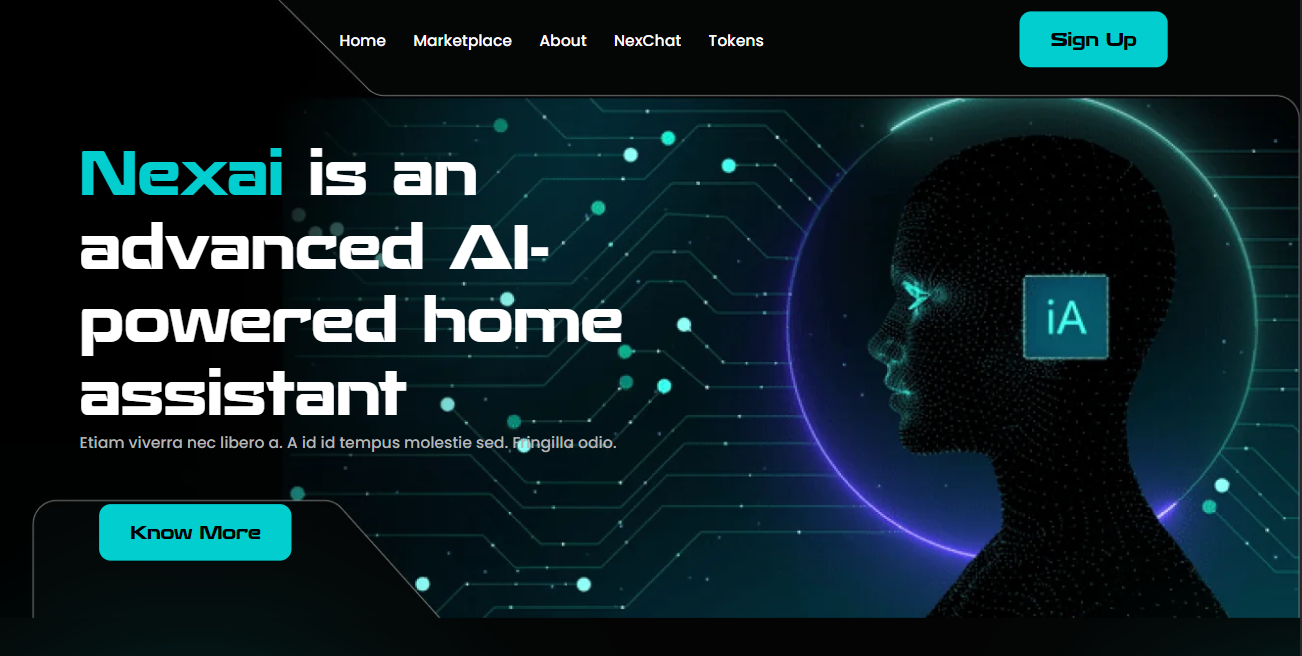 Home Marketplace About NexChat Tokens Sign Up
Nexai is an
advanced AI-
powered home
assistant
Etiam viverra nec libero a. A id id tempus molestie sed. Fringilla odio.
iA
Know More